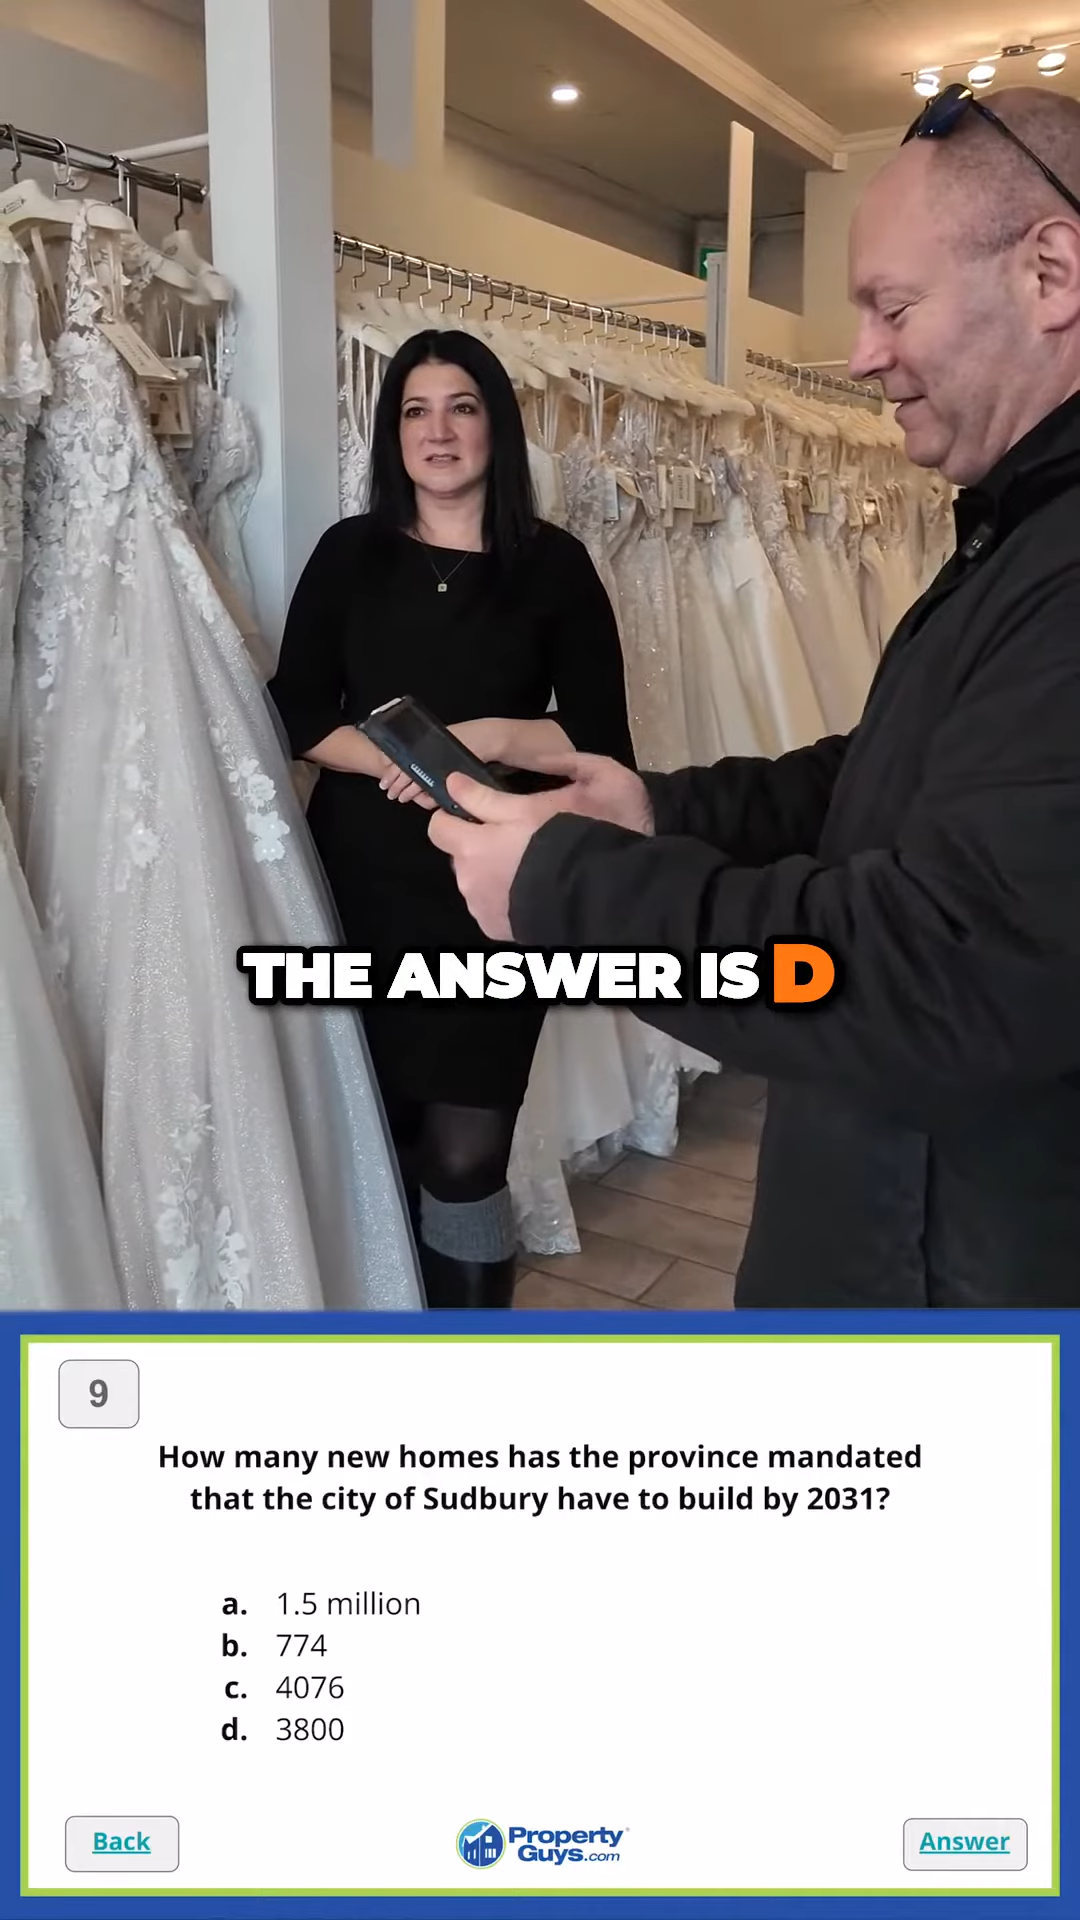 THE ANSWER IS D
9
How many new homes has the province mandated
that the city of Sudbury have to build by 2031?
a. 1.5 million
b. 774
c. 4076
d. 3800
Back
Property
Guys.com
Answer